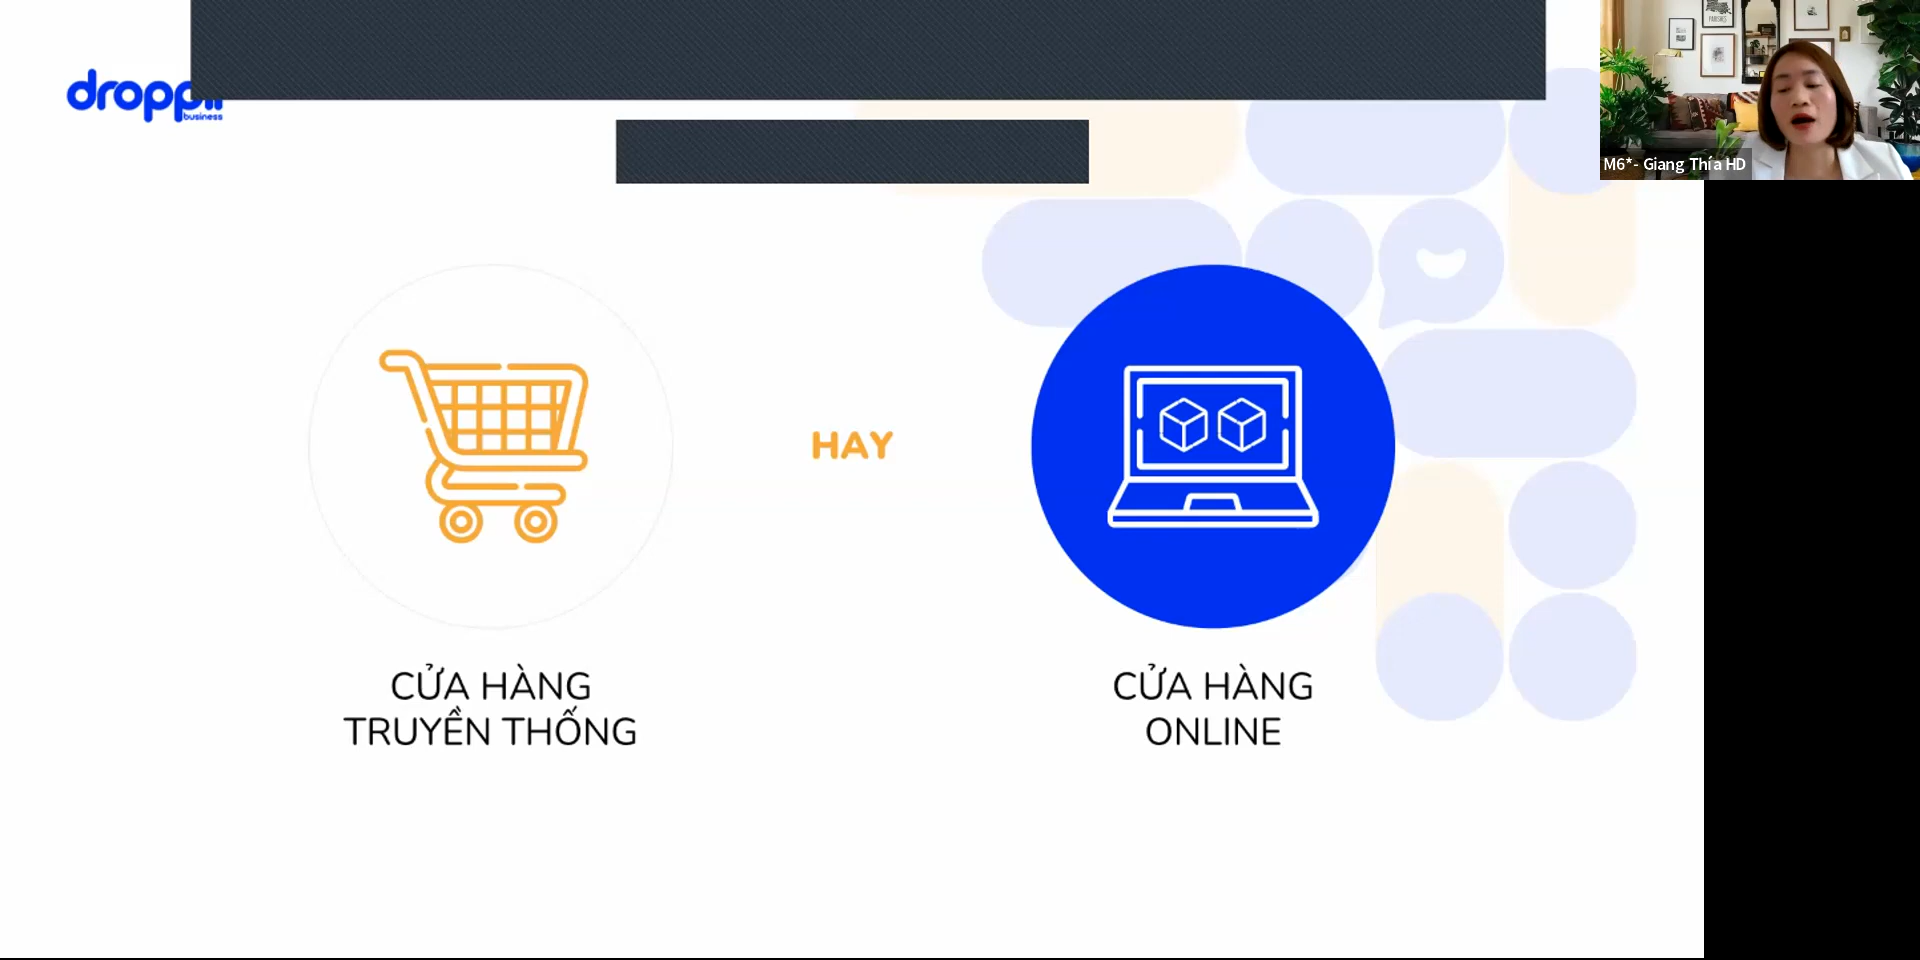 droppii
business
M6*- Giang Thía HD
HAY
CỬA HÀNG
TRUYỀN THỐNG
CỬA HÀNG
ONLINE